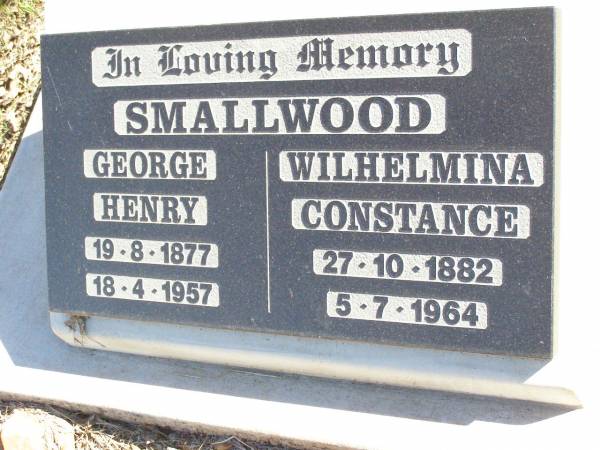 In Loving Memory
SMALLWOOD
GEORGE
HENRY
19·8·1877
18·4·1957
WILHELMINA
CONSTANCE
27·10·1882
5·7·1964